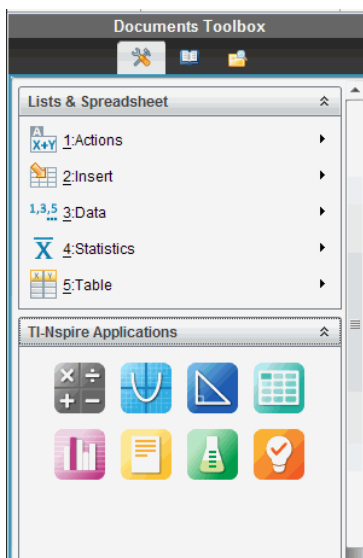 Documents Toolbox
Lists & Spreadsheet
A
X+Y 1:Actions
2:Insert
1,3,5 3:Data
X 4:Statistics
X Y 5:Table
TI-Nspire Applications